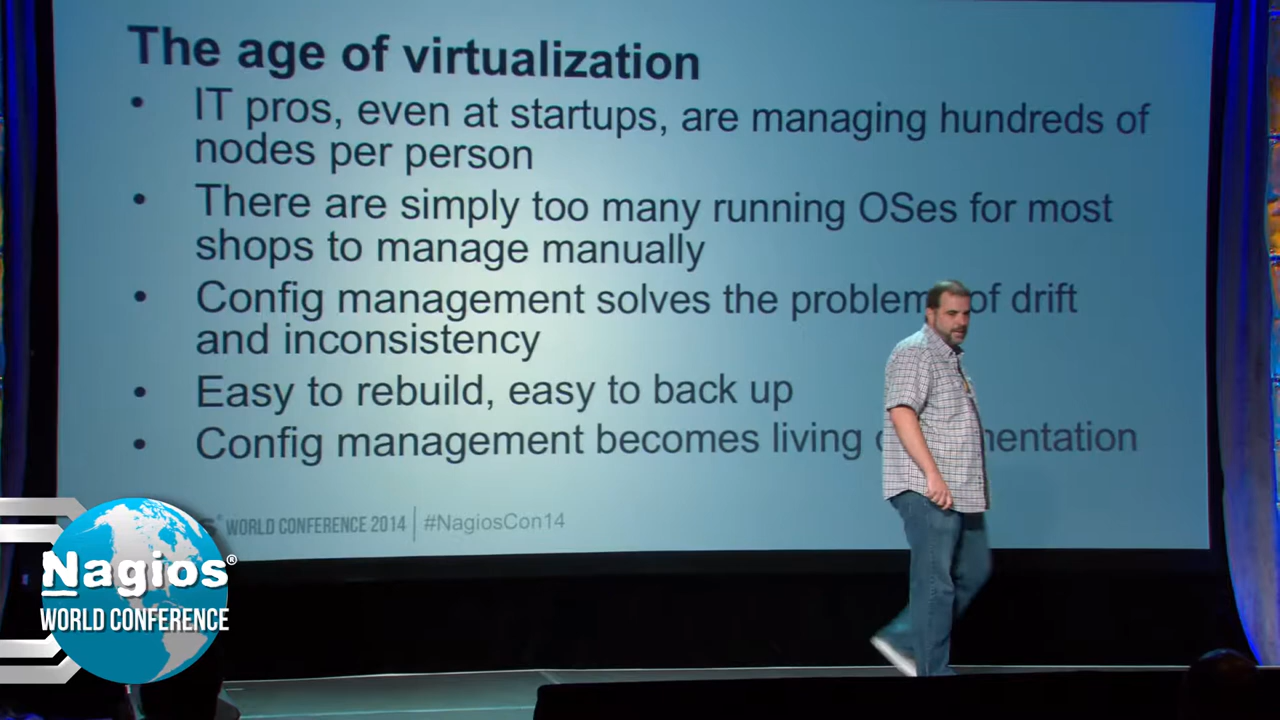 The age of virtualization
• IT pros, even at startups, are managing hundreds of
nodes per person
• There are simply too many running OSes for most
shops to manage manually
• Config management solves the problem of drift
and inconsistency
• Easy to rebuild, easy to back up
• Config management becomes living
WORLD CONFERENCE 2014 | #NagiosCon14
Nagios®
WORLD CONFERENCE